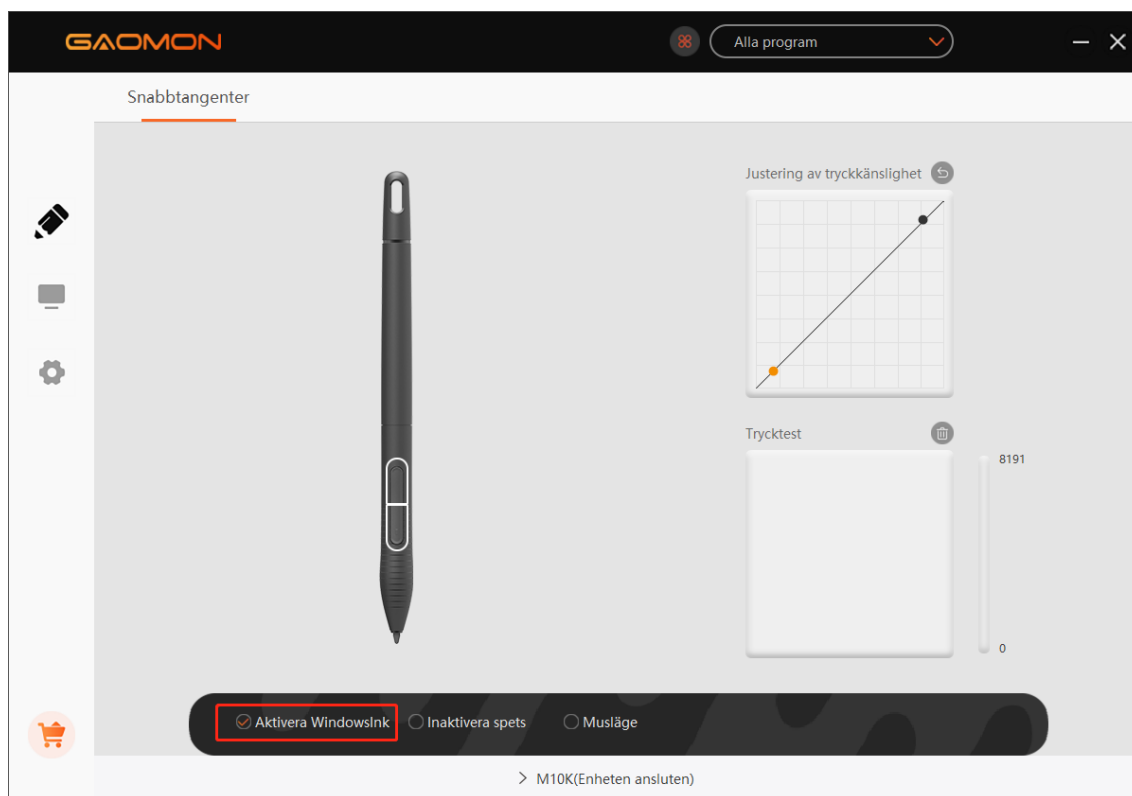 GAOMON
Alla program
Snabbtangenter
Justering av tryckkänslighet
Trycktest
8191
0
Aktivera WindowsInk
Inaktivera spets
Musläge
M10K(Enheten ansluten)